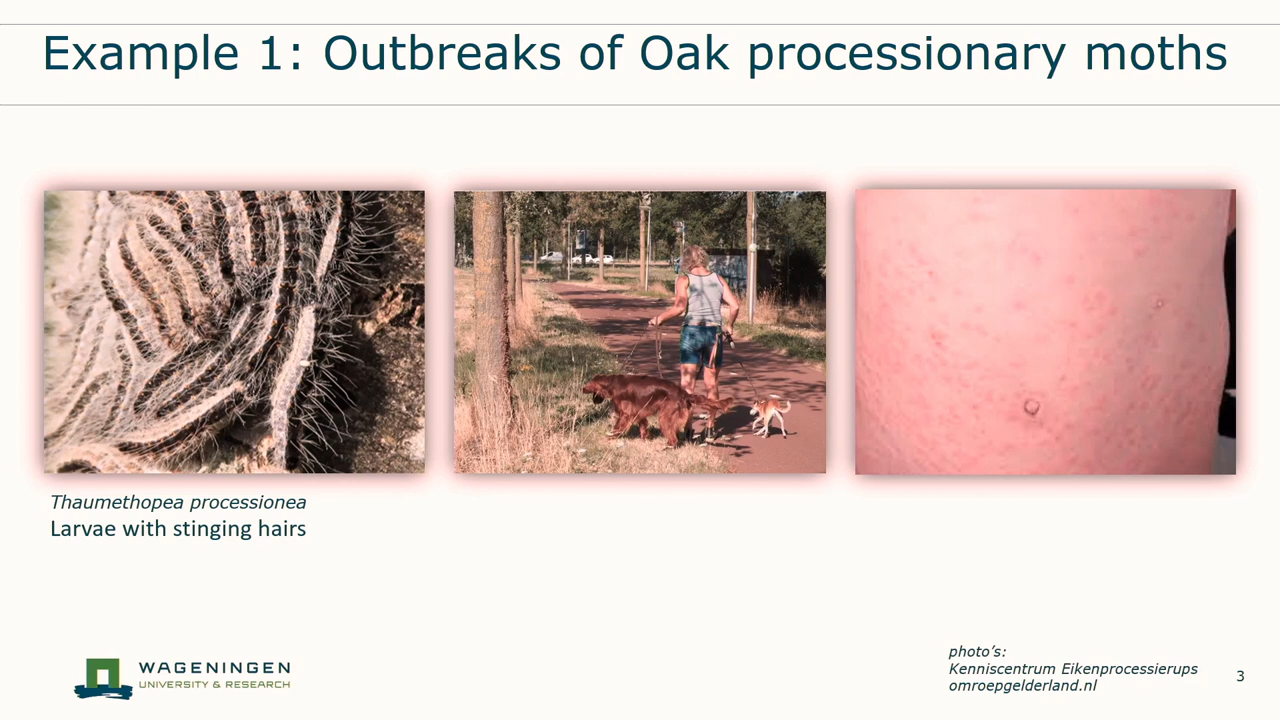 Example 1: Outbreaks of Oak processionary moths
Thaumethopea processionea
Larvae with stinging hairs
WAGENINGEN
UNIVERSITY & RESEARCH
photo's:
Kenniscentrum Eikenprocessierups
omroepgelderland.nl
3